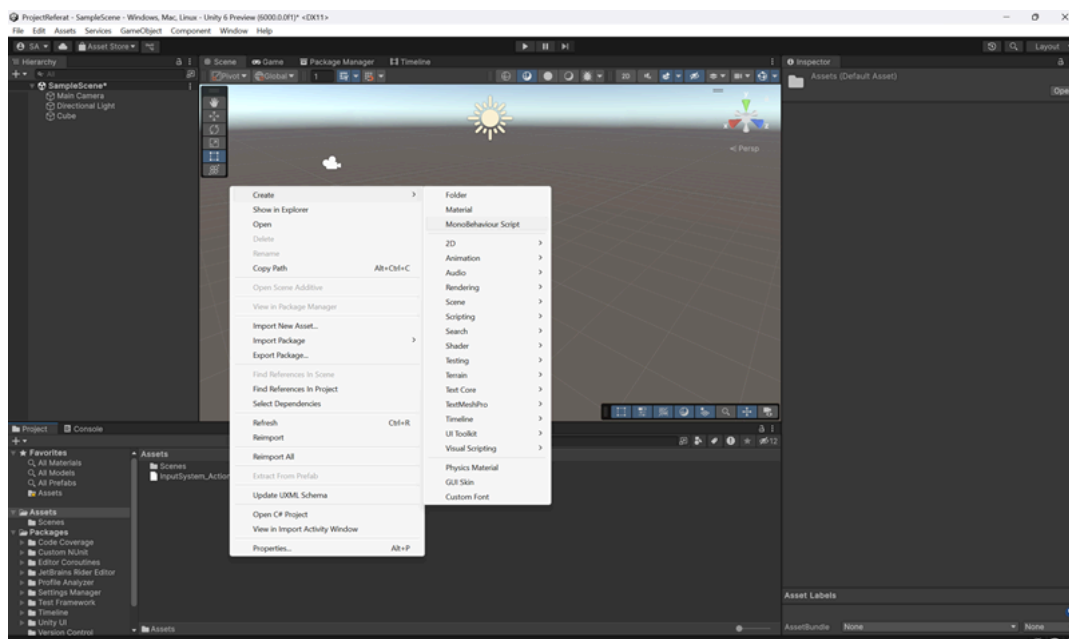 ProjectReferat - SampleScene - Windows, Mac, Linux - Unity 6 Preview (6000.0.0f1)* <DX11>
File Edit Assets Services GameObject Component Window Help
SA Asset Store
Layout
Hierarchy
Scene Game Package Manager Timeline
Inspector
All
Pivot Global 1 2D
Assets (Default Asset)
Ope
SampleScene*
Main Camera
Directional Light
Cube
x z
< Persp
Create
Show in Explorer
Open
Delete
Rename
Copy Path Alt+Ctrl+C
Open Scene Additive
View in Package Manager
Import New Asset...
Import Package
Export Package...
Find References In Scene
Find References In Project
Select Dependencies
Refresh Ctrl+R
Reimport
Reimport All
Extract From Prefab
Update UXML Schema
Open C# Project
View in Import Activity Window
Properties... Alt+P
Folder
Material
MonoBehaviour Script
2D
Animation
Audio
Rendering
Scene
Scripting
Search
Shader
Testing
Terrain
Text Core
TextMeshPro
Timeline
UI Toolkit
Visual Scripting
Physics Material
GUI Skin
Custom Font
Project Console
12
Favorites
All Materials
All Models
All Prefabs
Assets
Assets
Scenes
Packages
Code Coverage
Custom NUnit
Editor Coroutines
JetBrains Rider Editor
Profile Analyzer
Settings Manager
Test Framework
Timeline
Unity UI
Version Control
Assets
Scenes
InputSystem_Action
Assets
Asset Labels
AssetBundle None None